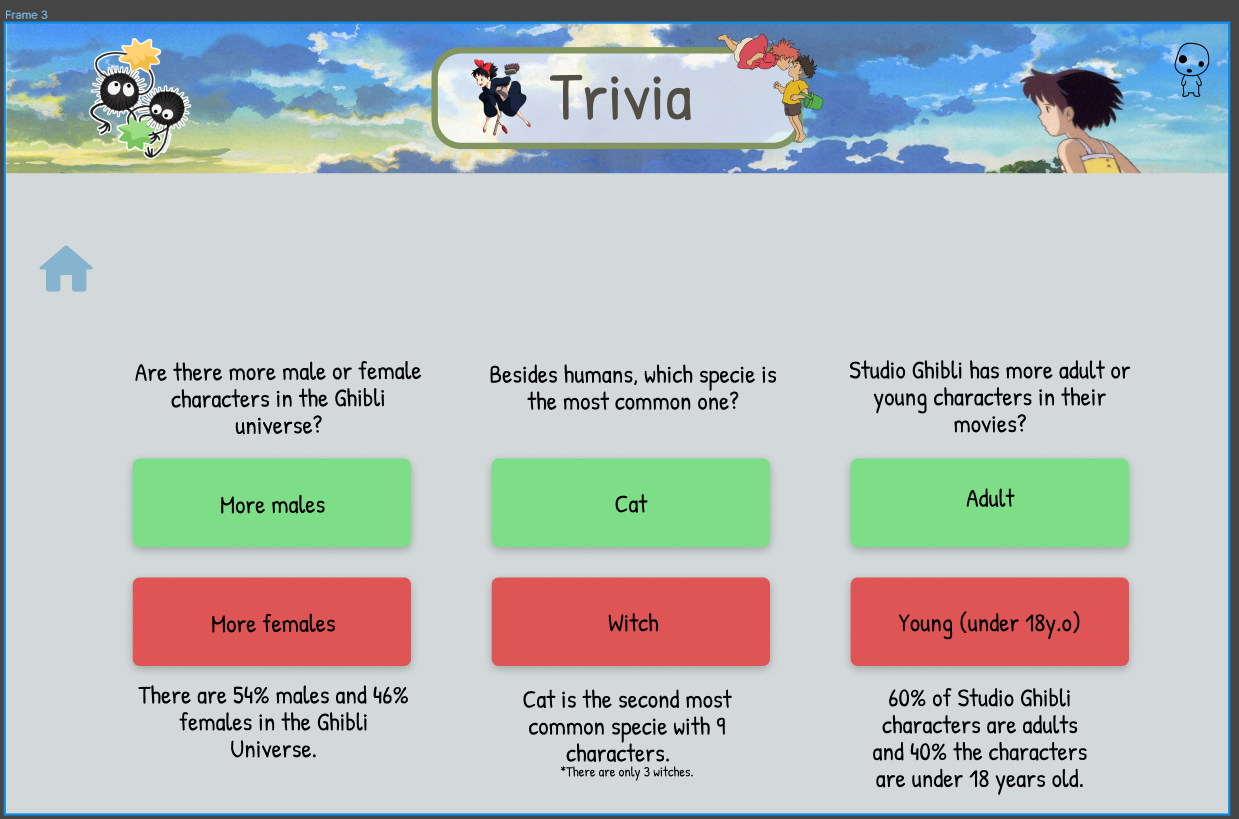 Frame 3
Trivia
Are there more male or female
characters in the Ghibli
universe?
More males
More females
There are 54% males and 46%
females in the Ghibli
Universe.
Besides humans, which specie is
the most common one?
Cat
Witch
Cat is the second most
common specie with 9
characters.
*There are only 3 witches.
Studio Ghibli has more adult or
young characters in their
movies?
Adult
Young (under 18y.o)
60% of Studio Ghibli
characters are adults
and 40% the characters
are under 18 years old.